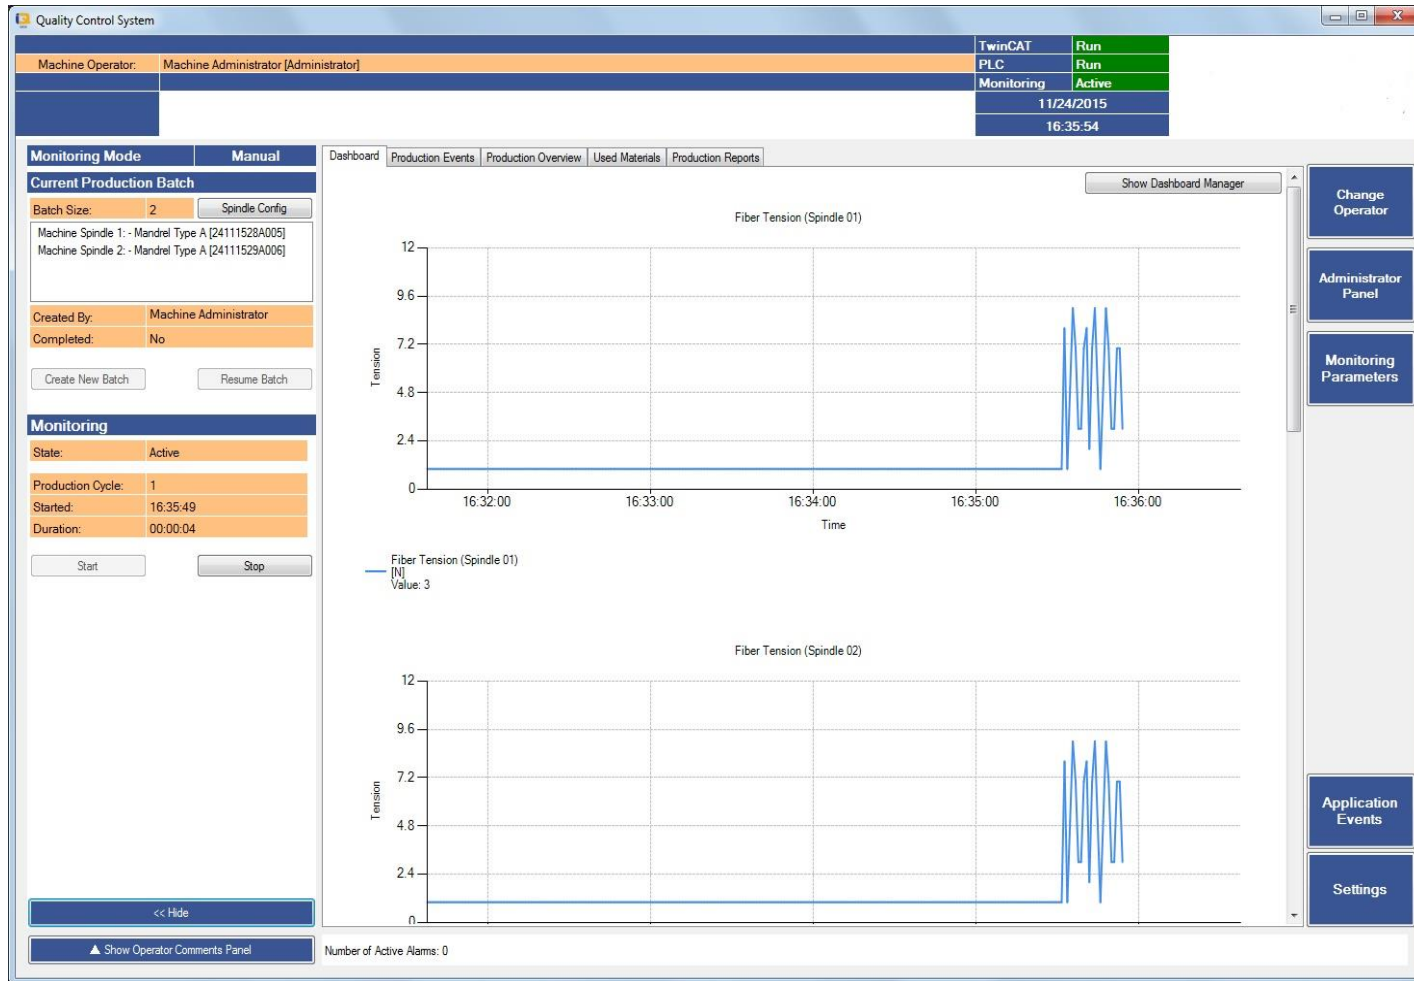 Quality Control System
TwinCAT Run
Machine Operator: Machine Administrator [Administrator]
PLC Run
Monitoring Active
11/24/2015
16:35:54
Monitoring Mode Manual
Current Production Batch
Batch Size: 2 Spindle Config
Machine Spindle 1: - Mandrel Type A [24111528A005]
Machine Spindle 2: - Mandrel Type A [24111529A006]
Created By: Machine Administrator
Completed: No
Create New Batch Resume Batch
Monitoring
State: Active
Production Cycle: 1
Started: 16:35:49
Duration: 00:00:04
Start Stop
<< Hide
▲ Show Operator Comments Panel
Dashboard Production Events Production Overview Used Materials Production Reports
Show Dashboard Manager
Fiber Tension (Spindle 01)
12
9.6
7.2
4.8
2.4
0
Tension
16:32:00 16:33:00 16:34:00 16:35:00 16:36:00
Time
Fiber Tension (Spindle 01)
[N]
Value: 3
Fiber Tension (Spindle 02)
12
9.6
7.2
4.8
2.4
0
Tension
Number of Active Alarms: 0
Change
Operator
Administrator
Panel
Monitoring
Parameters
Application
Events
Settings